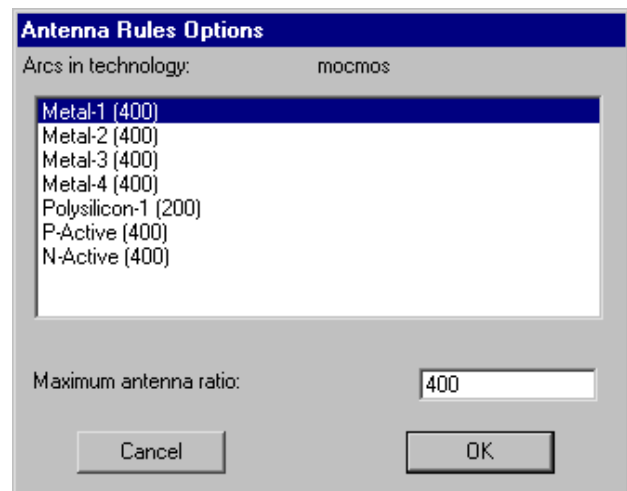 Antenna Rules Options
Arcs in technology: mocmos
Metal-1 (400)
Metal-2 (400)
Metal-3 (400)
Metal-4 (400)
Polysilicon-1 (200)
P-Active (400)
N-Active (400)
Maximum antenna ratio: 400
Cancel OK